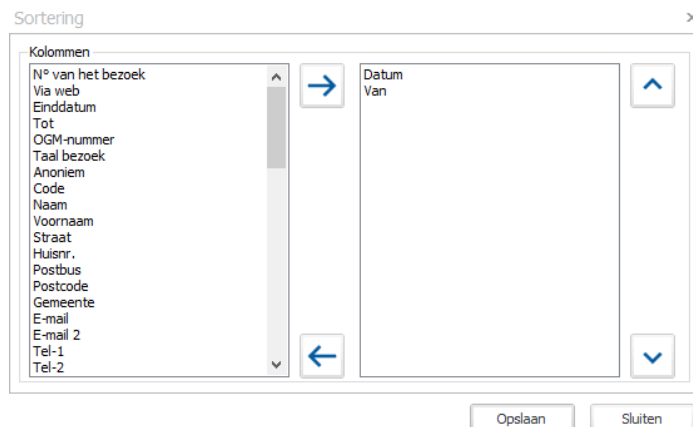 Sortering
Kolommen
N° van het bezoek
Via web
Einddatum
Tot
OGM-nummer
Taal bezoek
Anoniem
Code
Naam
Voornaam
Straat
Huisnr.
Postbus
Postcode
Gemeente
E-mail
E-mail 2
Tel-1
Tel-2
Datum
Van
Opslaan
Sluiten